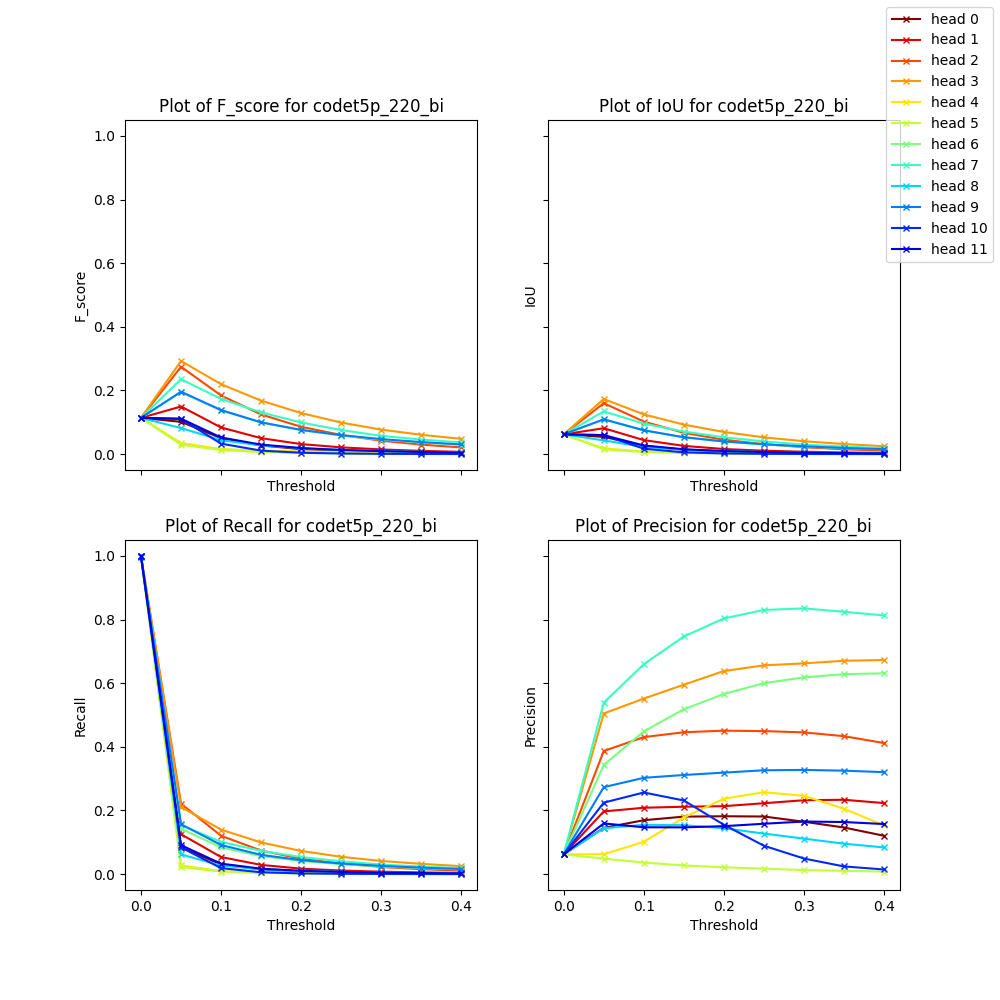 head 0
head 1
head 2
head 3
head 4
head 5
head 6
head 7
head 8
head 9
head 10
head 11
Plot of F_score for codet5p_220_bi
1.0
0.8
0.6
0.4
0.2
0.0
F_score
Threshold
Plot of IoU for codet5p_220_bi
IoU
Threshold
Plot of Recall for codet5p_220_bi
1.0
0.8
0.6
0.4
0.2
0.0
Recall
0.0 0.1 0.2 0.3 0.4
Threshold
Plot of Precision for codet5p_220_bi
Precision
0.0 0.1 0.2 0.3 0.4
Threshold